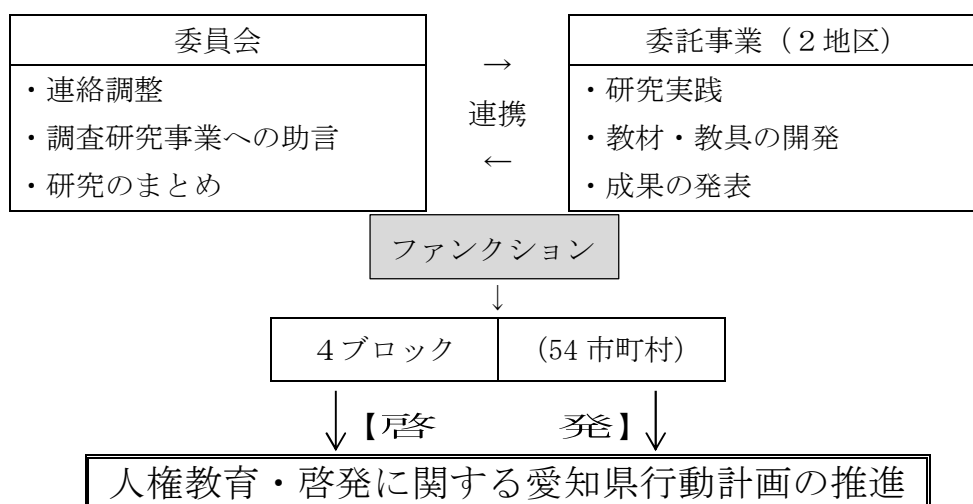 委員会
・連絡調整
・調査研究事業への助言
・研究のまとめ
→
連携
←
委託事業（２地区）
・研究実践
・教材・教具の開発
・成果の発表
ファンクション
↓
４ブロック
（54 市町村）
【啓 発】
人権教育・啓発に関する愛知県行動計画の推進